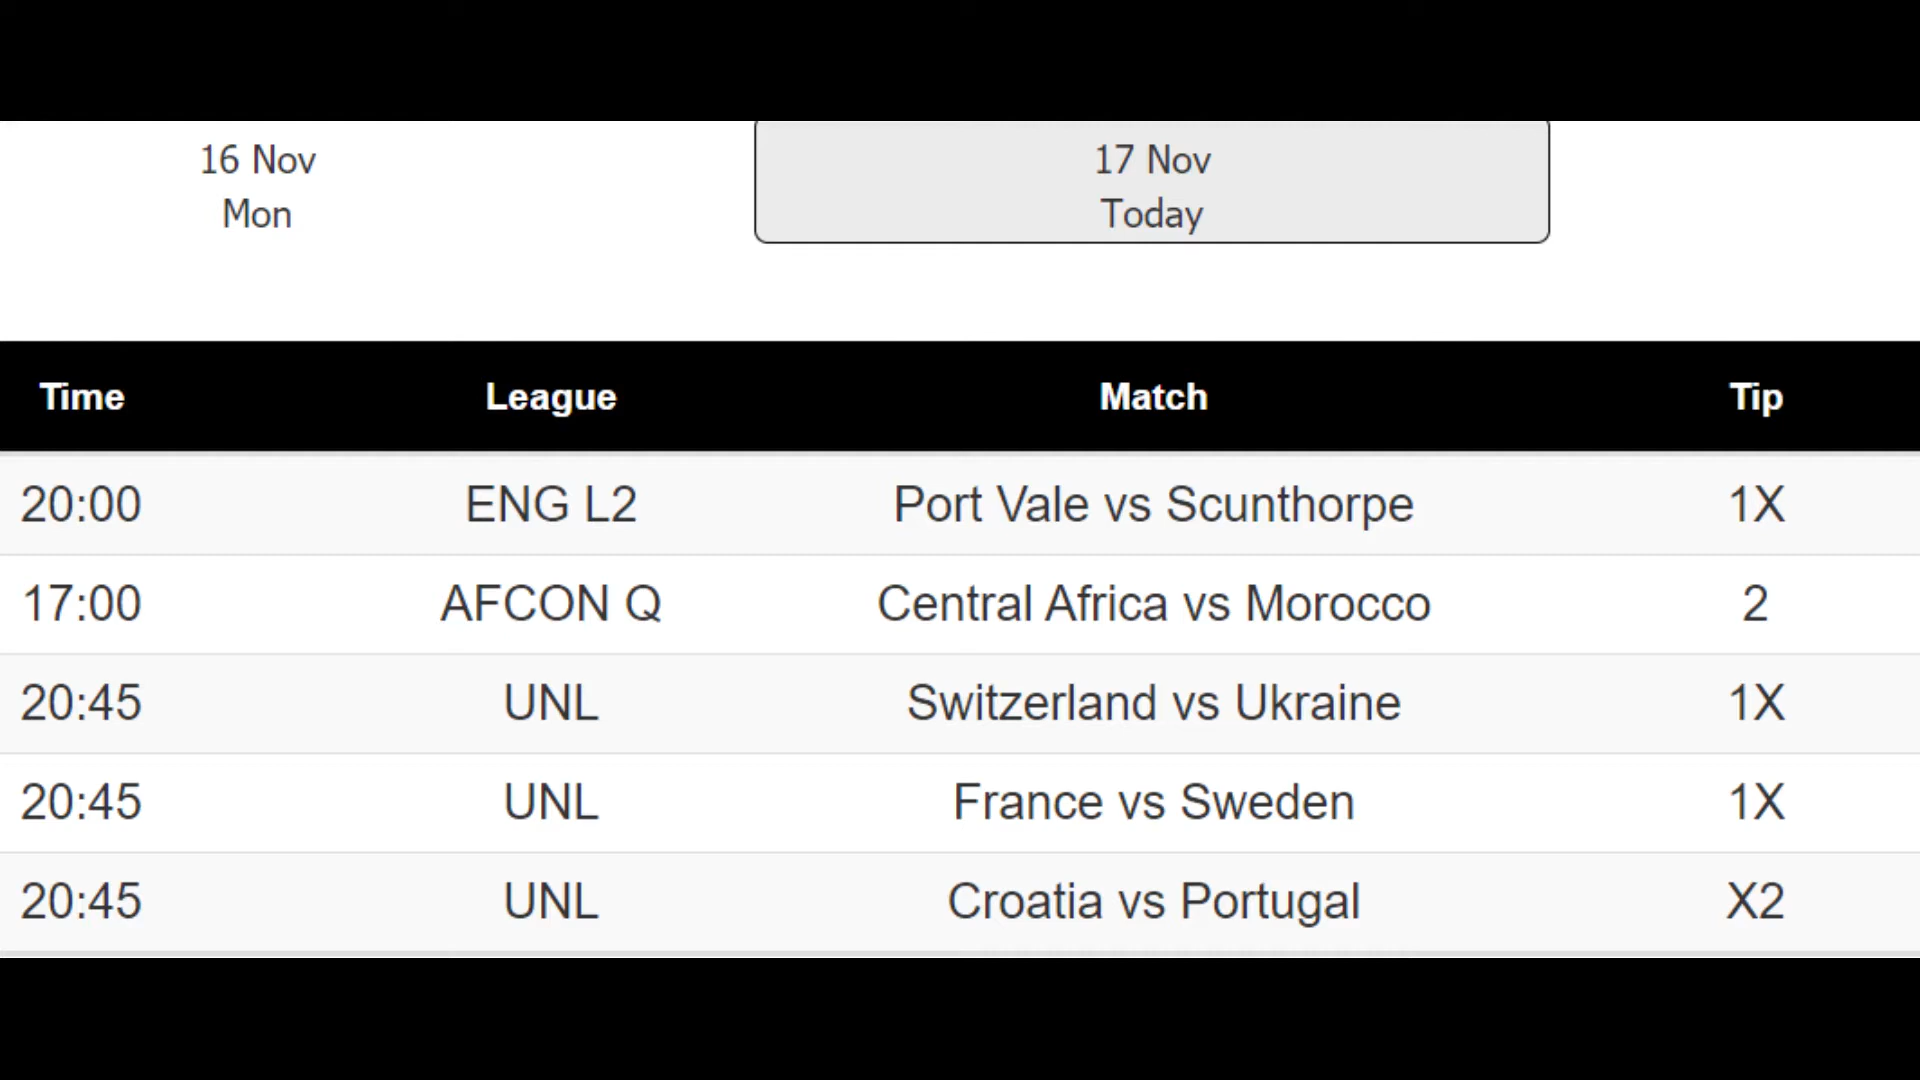 16 Nov
Mon
17 Nov
Today
Time League Match Tip
20:00 ENG L2 Port Vale vs Scunthorpe 1X
17:00 AFCON Q Central Africa vs Morocco 2
20:45 UNL Switzerland vs Ukraine 1X
20:45 UNL France vs Sweden 1X
20:45 UNL Croatia vs Portugal X2